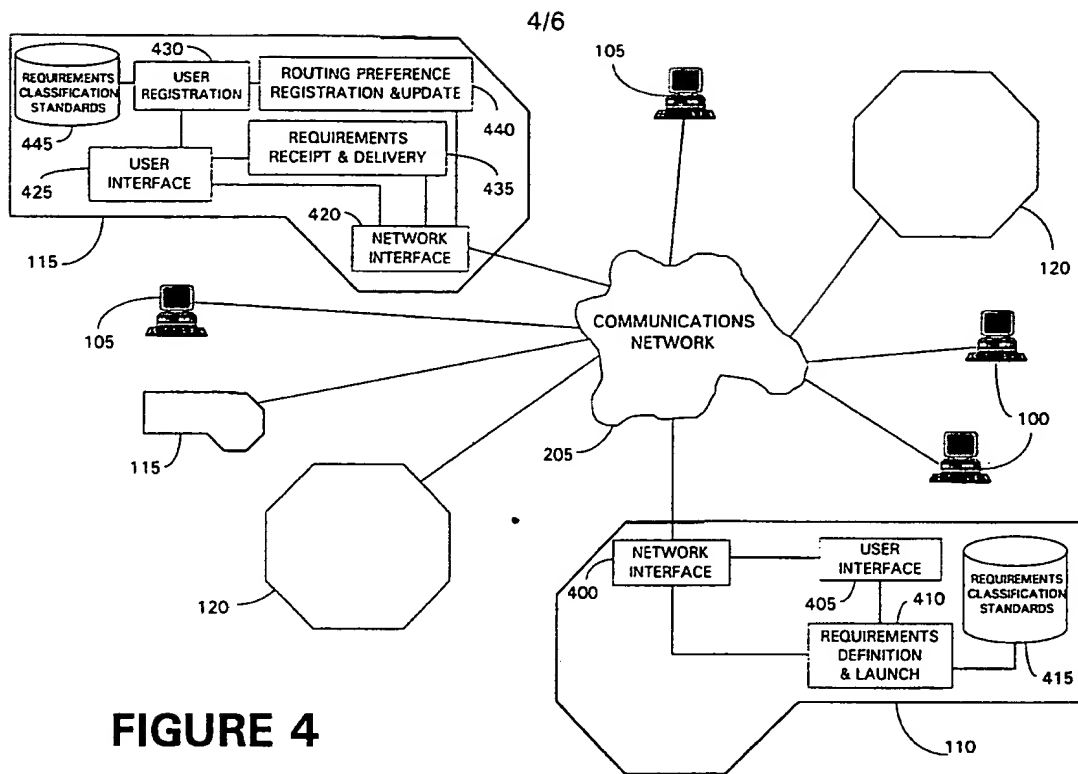 4/6
430
105
REQUIREMENTS
CLASSIFICATION
STANDARDS
USER
REGISTRATION
ROUTING PREFERENCE
REGISTRATION &UPDATE
445
440
REQUIREMENTS
RECEIPT & DELIVERY
425
USER
INTERFACE
435
420
NETWORK
INTERFACE
115
120
105
COMMUNICATIONS
NETWORK
100
115
205
120
NETWORK
INTERFACE
400
USER
INTERFACE
405
410
REQUIREMENTS
CLASSIFICATION
STANDARDS
REQUIREMENTS
DEFINITION
& LAUNCH
415
FIGURE 4
110